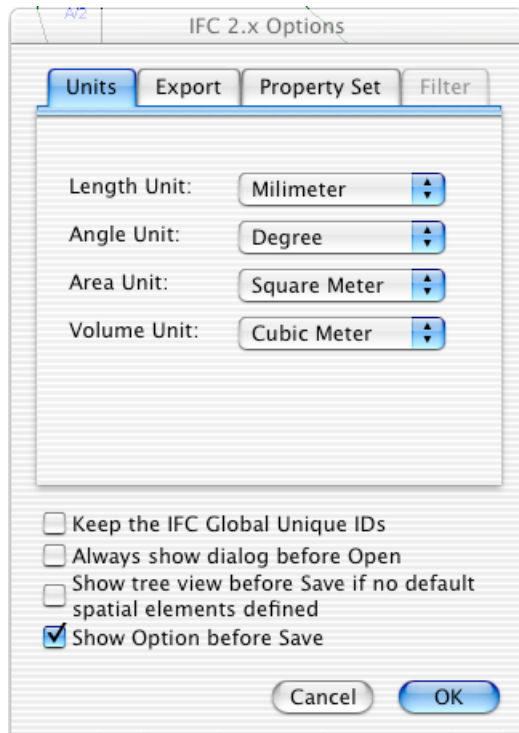 A/2
IFC 2.x Options
Units Export Property Set Filter
Length Unit: Milimeter
Angle Unit: Degree
Area Unit: Square Meter
Volume Unit: Cubic Meter
Keep the IFC Global Unique IDs
Always show dialog before Open
Show tree view before Save if no default
spatial elements defined
Show Option before Save
Cancel OK